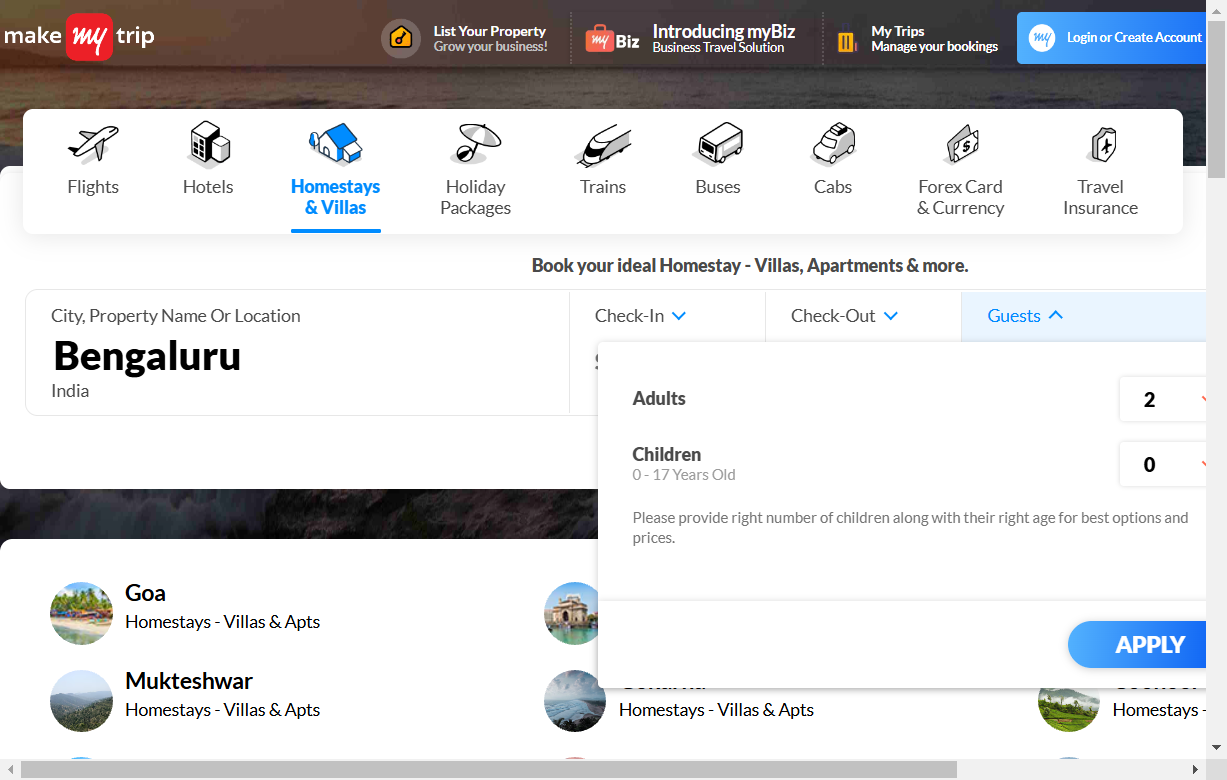 make my trip
List Your Property
Grow your business!
my Biz
Introducing myBiz
Business Travel Solution
My Trips
Manage your bookings
my
Login or Create Account
Flights
Hotels
Homestays
& Villas
Holiday
Packages
Trains
Buses
Cabs
Forex Card
& Currency
Travel
Insurance
Book your ideal Homestay - Villas, Apartments & more.
City, Property Name Or Location
Check-In
Check-Out
Guests
Bengaluru
India
Adults
2
Children
0
0 - 17 Years Old
Please provide right number of children along with their right age for best options and
prices.
APPLY
Goa
Homestays - Villas & Apts
Mukteshwar
Homestays - Villas & Apts
Homestays - Villas & Apts
Homestays -